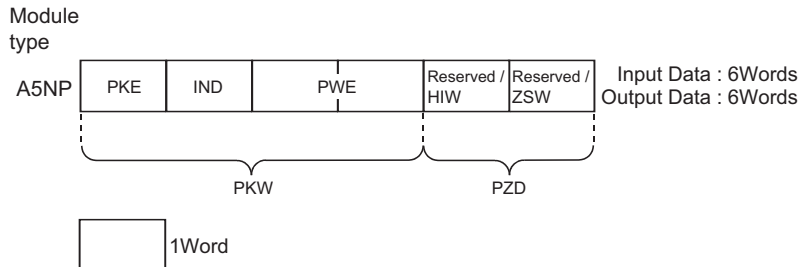 Module
type
A5NP
PKE
IND
PWE
Reserved /
HIW
Reserved /
ZSW
Input Data : 6Words
Output Data : 6Words
PKW
PZD
1Word